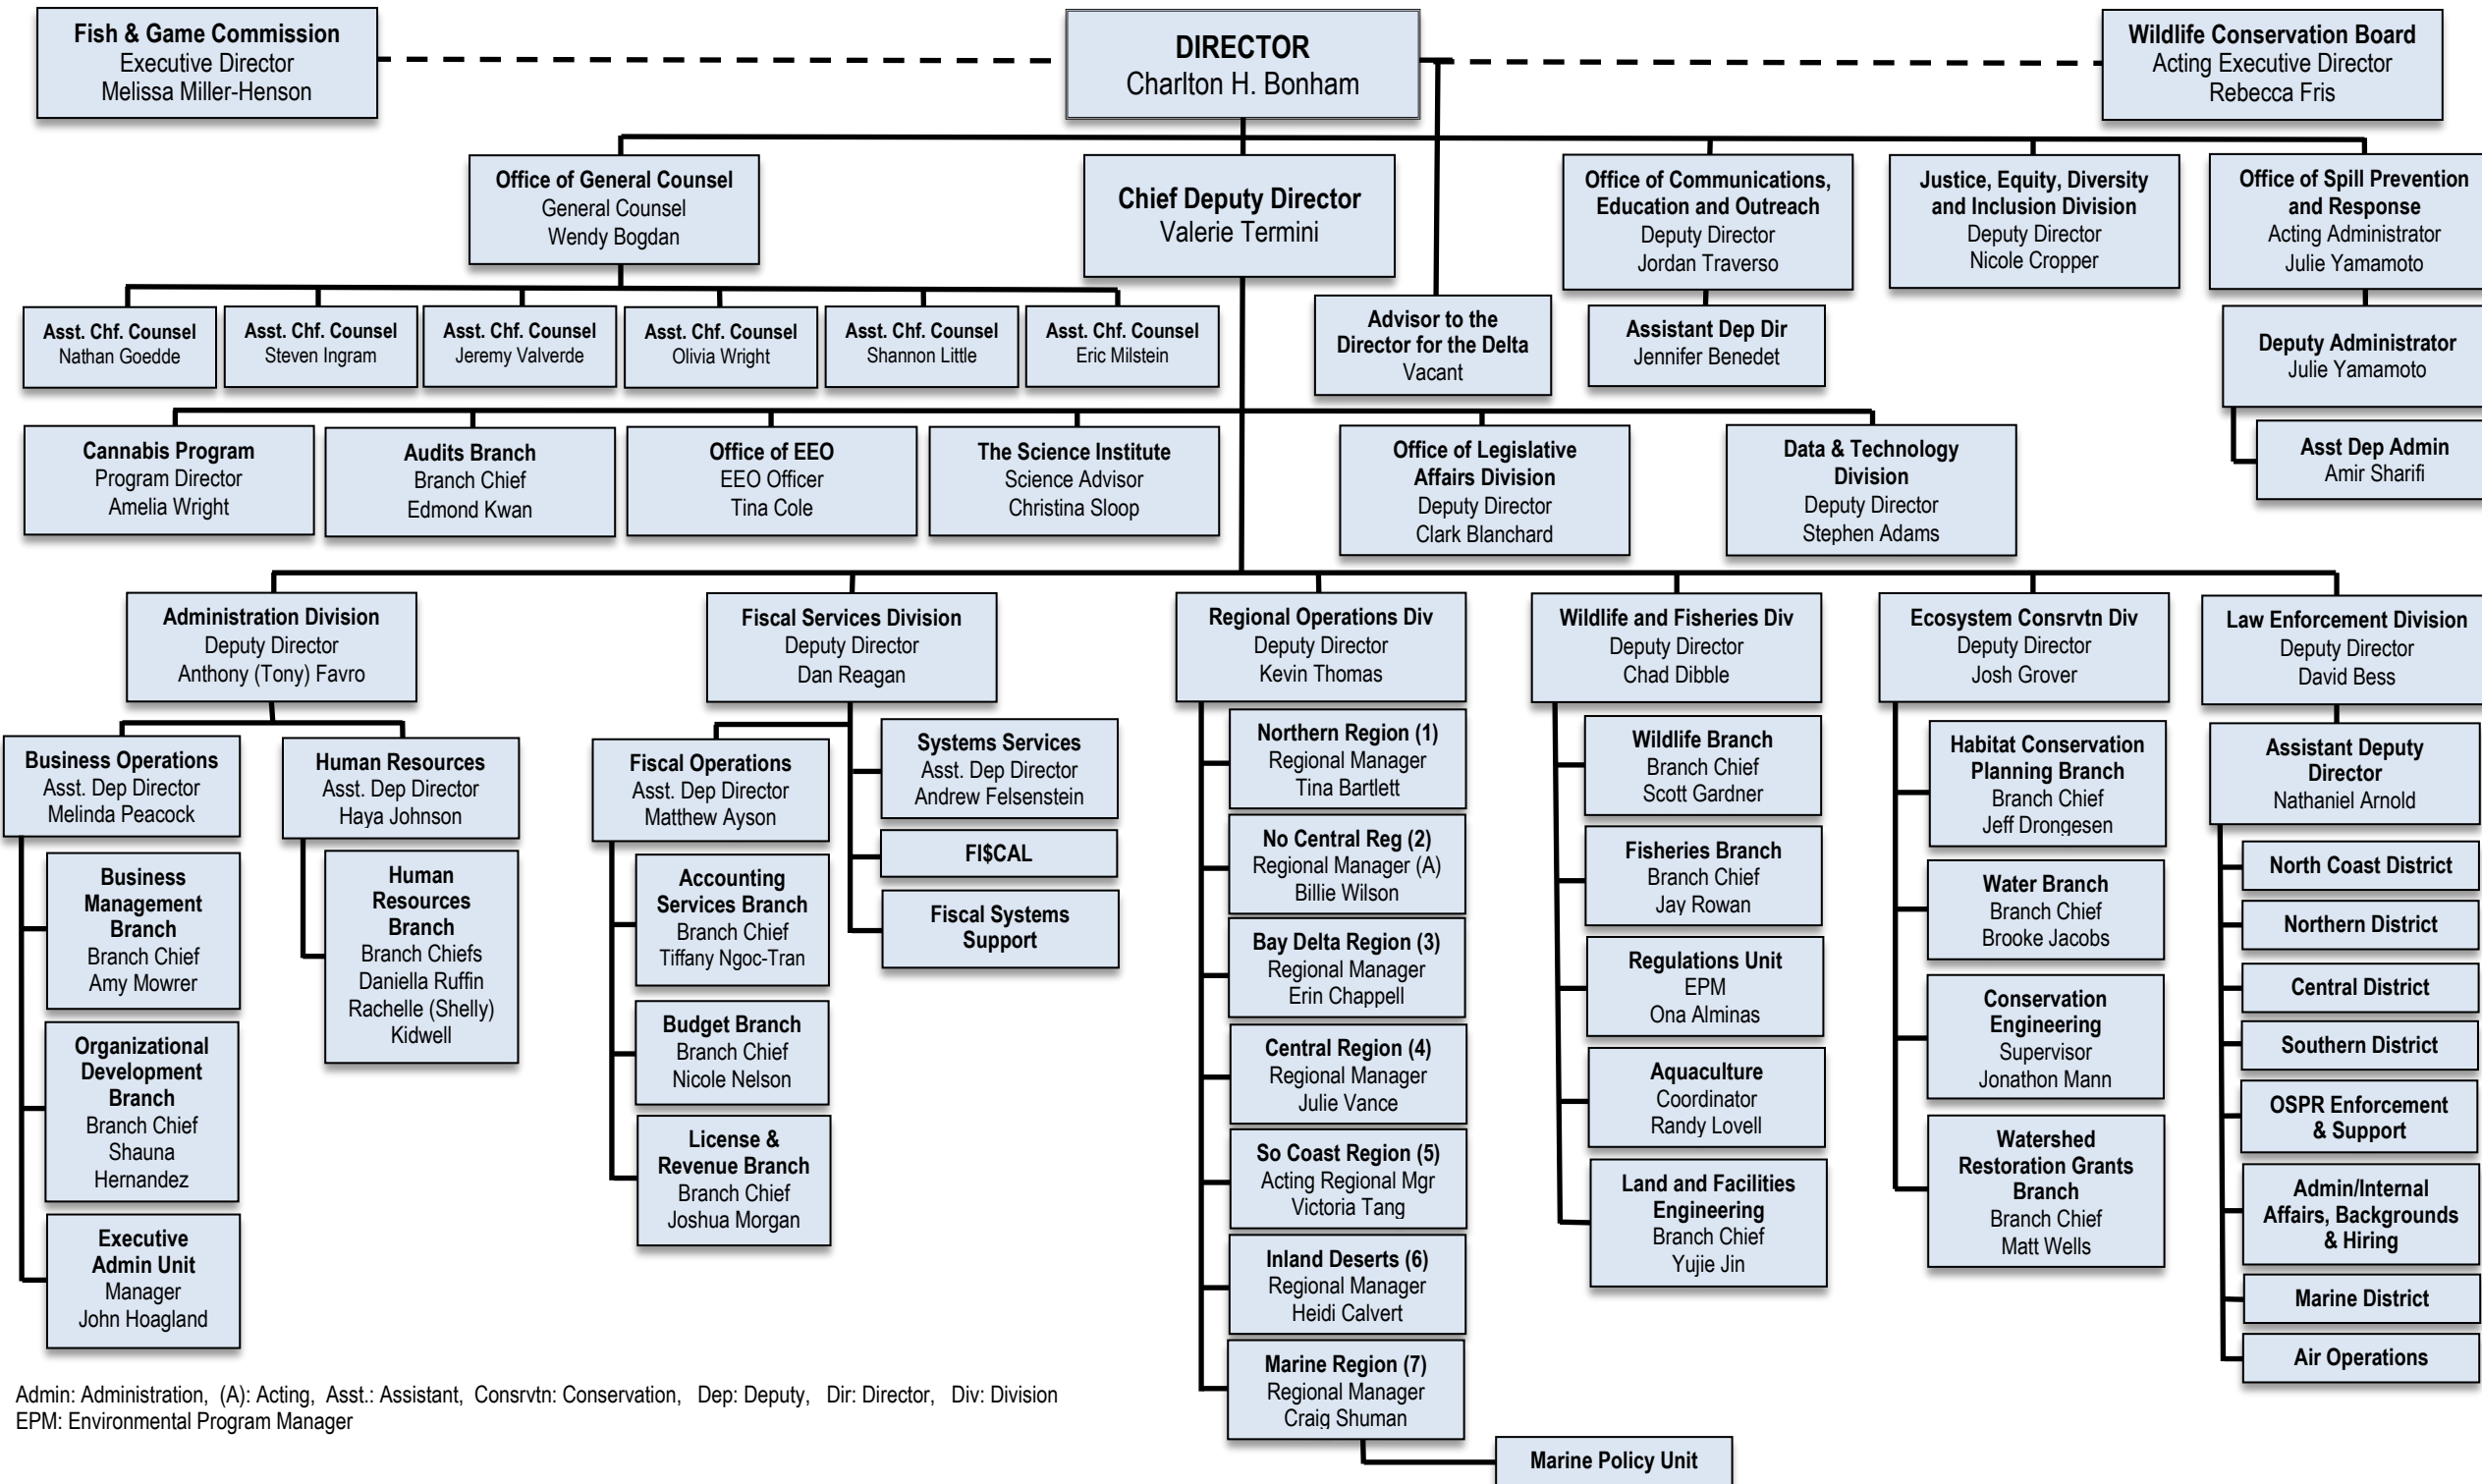 Fish & Game Commission
Executive Director
Melissa Miller-Henson
DIRECTOR
Charlton H. Bonham
Wildlife Conservation Board
Acting Executive Director
Rebecca Fris
Office of General Counsel
General Counsel
Wendy Bogdan
Chief Deputy Director
Valerie Termini
Office of Communications,
Education and Outreach
Deputy Director
Jordan Traverso
Justice, Equity, Diversity
and Inclusion Division
Deputy Director
Nicole Cropper
Office of Spill Prevention
and Response
Acting Administrator
Julie Yamamoto
Asst. Chf. Counsel
Nathan Goedde
Asst. Chf. Counsel
Steven Ingram
Asst. Chf. Counsel
Jeremy Valverde
Asst. Chf. Counsel
Olivia Wright
Asst. Chf. Counsel
Shannon Little
Asst. Chf. Counsel
Eric Milstein
Advisor to the
Director for the Delta
Vacant
Assistant Dep Dir
Jennifer Benedet
Deputy Administrator
Julie Yamamoto
Asst Dep Admin
Amir Sharifi
Cannabis Program
Program Director
Amelia Wright
Audits Branch
Branch Chief
Edmond Kwan
Office of EEO
EEO Officer
Tina Cole
The Science Institute
Science Advisor
Christina Sloop
Office of Legislative
Affairs Division
Deputy Director
Clark Blanchard
Data & Technology
Division
Deputy Director
Stephen Adams
Administration Division
Deputy Director
Anthony (Tony) Favro
Fiscal Services Division
Deputy Director
Dan Reagan
Regional Operations Div
Deputy Director
Kevin Thomas
Wildlife and Fisheries Div
Deputy Director
Chad Dibble
Ecosystem Consrvtn Div
Deputy Director
Josh Grover
Law Enforcement Division
Deputy Director
David Bess
Business Operations
Asst. Dep Director
Melinda Peacock
Business
Management
Branch
Branch Chief
Amy Mowrer
Organizational
Development
Branch
Branch Chief
Shauna
Hernandez
Executive
Admin Unit
Manager
John Hoagland
Human Resources
Asst. Dep Director
Haya Johnson
Human
Resources
Branch
Branch Chiefs
Daniella Ruffin
Rachelle (Shelly)
Kidwell
Fiscal Operations
Asst. Dep Director
Matthew Ayson
Accounting
Services Branch
Branch Chief
Tiffany Ngoc-Tran
Budget Branch
Branch Chief
Nicole Nelson
License &
Revenue Branch
Branch Chief
Joshua Morgan
Systems Services
Asst. Dep Director
Andrew Felsenstein
FI$CAL
Fiscal Systems
Support
Northern Region (1)
Regional Manager
Tina Bartlett
No Central Reg (2)
Regional Manager (A)
Billie Wilson
Bay Delta Region (3)
Regional Manager
Erin Chappell
Central Region (4)
Regional Manager
Julie Vance
So Coast Region (5)
Acting Regional Mgr
Victoria Tang
Inland Deserts (6)
Regional Manager
Heidi Calvert
Marine Region (7)
Regional Manager
Craig Shuman
Marine Policy Unit
Wildlife Branch
Branch Chief
Scott Gardner
Fisheries Branch
Branch Chief
Jay Rowan
Regulations Unit
EPM
Ona Alminas
Aquaculture
Coordinator
Randy Lovell
Land and Facilities
Engineering
Branch Chief
Yujie Jin
Habitat Conservation
Planning Branch
Branch Chief
Jeff Drongesen
Water Branch
Branch Chief
Brooke Jacobs
Conservation
Engineering
Supervisor
Jonathon Mann
Watershed
Restoration Grants
Branch
Branch Chief
Matt Wells
Assistant Deputy
Director
Nathaniel Arnold
North Coast District
Northern District
Central District
Southern District
OSPR Enforcement
& Support
Admin/Internal
Affairs, Backgrounds
& Hiring
Marine District
Air Operations
Admin: Administration, (A): Acting, Asst.: Assistant, Consrvtn: Conservation, Dep: Deputy, Dir: Director, Div: Division
EPM: Environmental Program Manager